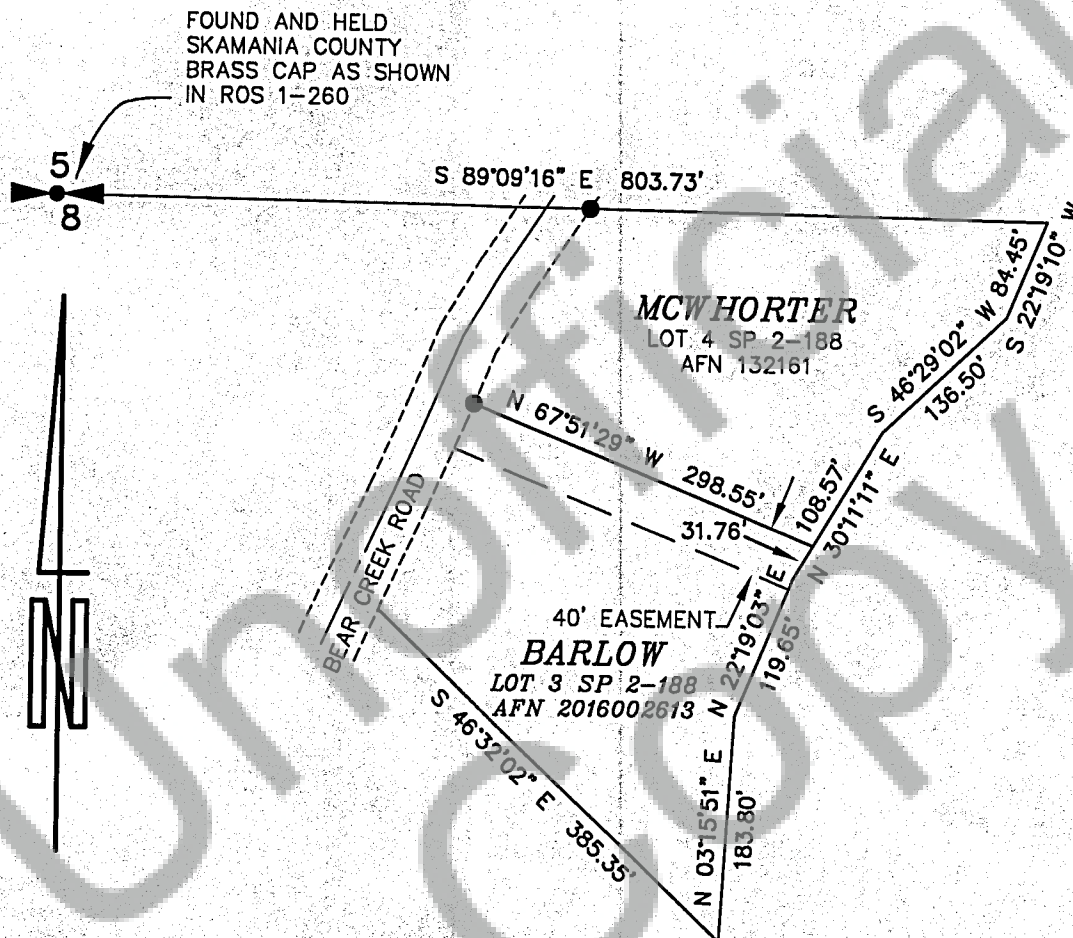 FOUND AND HELD
SKAMANIA COUNTY
BRASS CAP AS SHOWN
IN ROS 1-260
5
8
S 89°09'16" E 803.73'
S 22°19'10" W 84.45'
MCWHORTER
LOT 4 SP 2-188
AFN 132161
S 46°29'02" W
136.50'
N 67°51'29" W 298.55'
108.57'
N 30°11'11" E
31.76'
BEAR CREEK ROAD
40' EASEMENT
N 22°19'03" E
119.65'
BARLOW
LOT 3 SP 2-188
AFN 2016002613
S 46°32'02" E 385.35'
N 03°15'51" E
183.80'
N
Unofficial
Copy